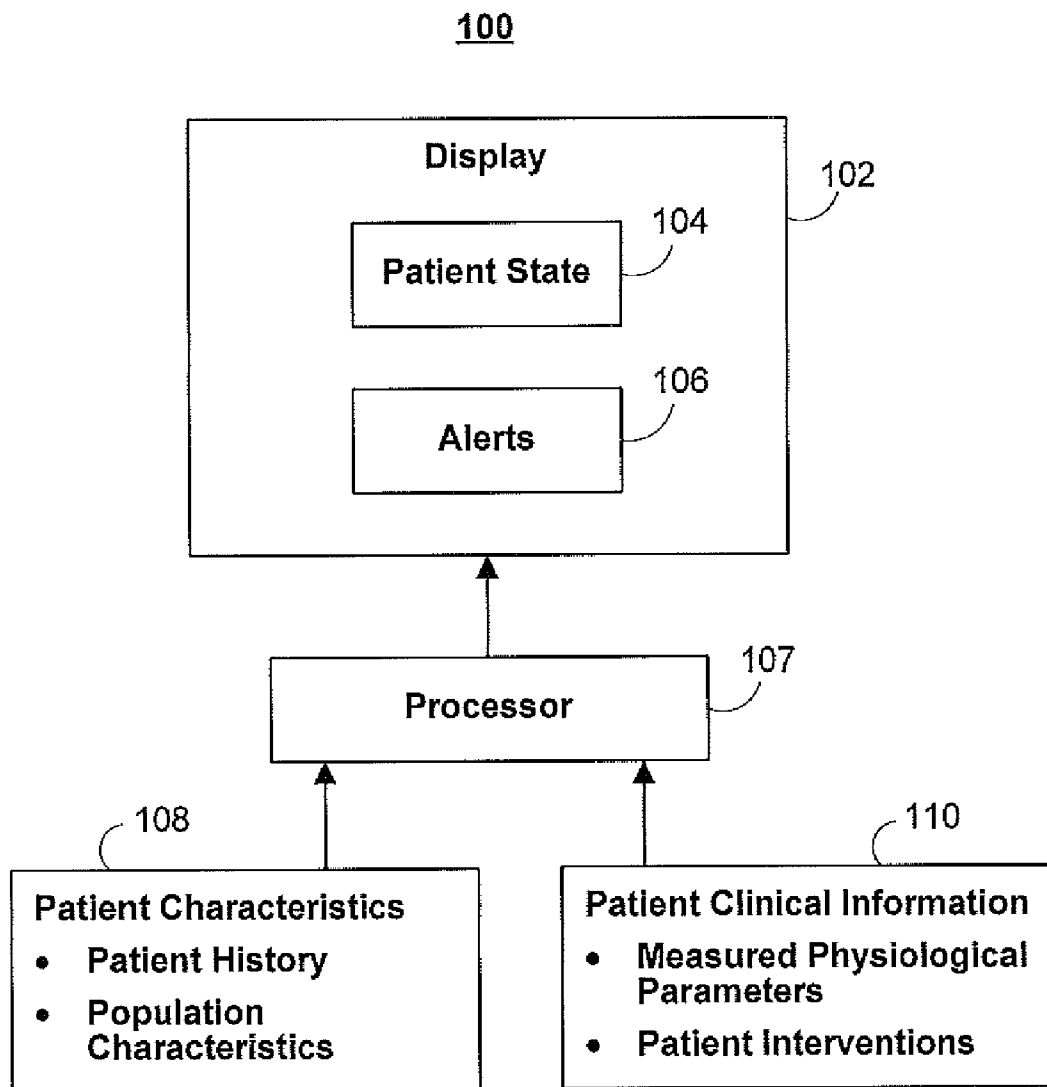 100
Display
102
Patient State
104
Alerts
106
Processor
107
108
Patient Characteristics
• Patient History
• Population
Characteristics
110
Patient Clinical Information
• Measured Physiological
Parameters
• Patient Interventions